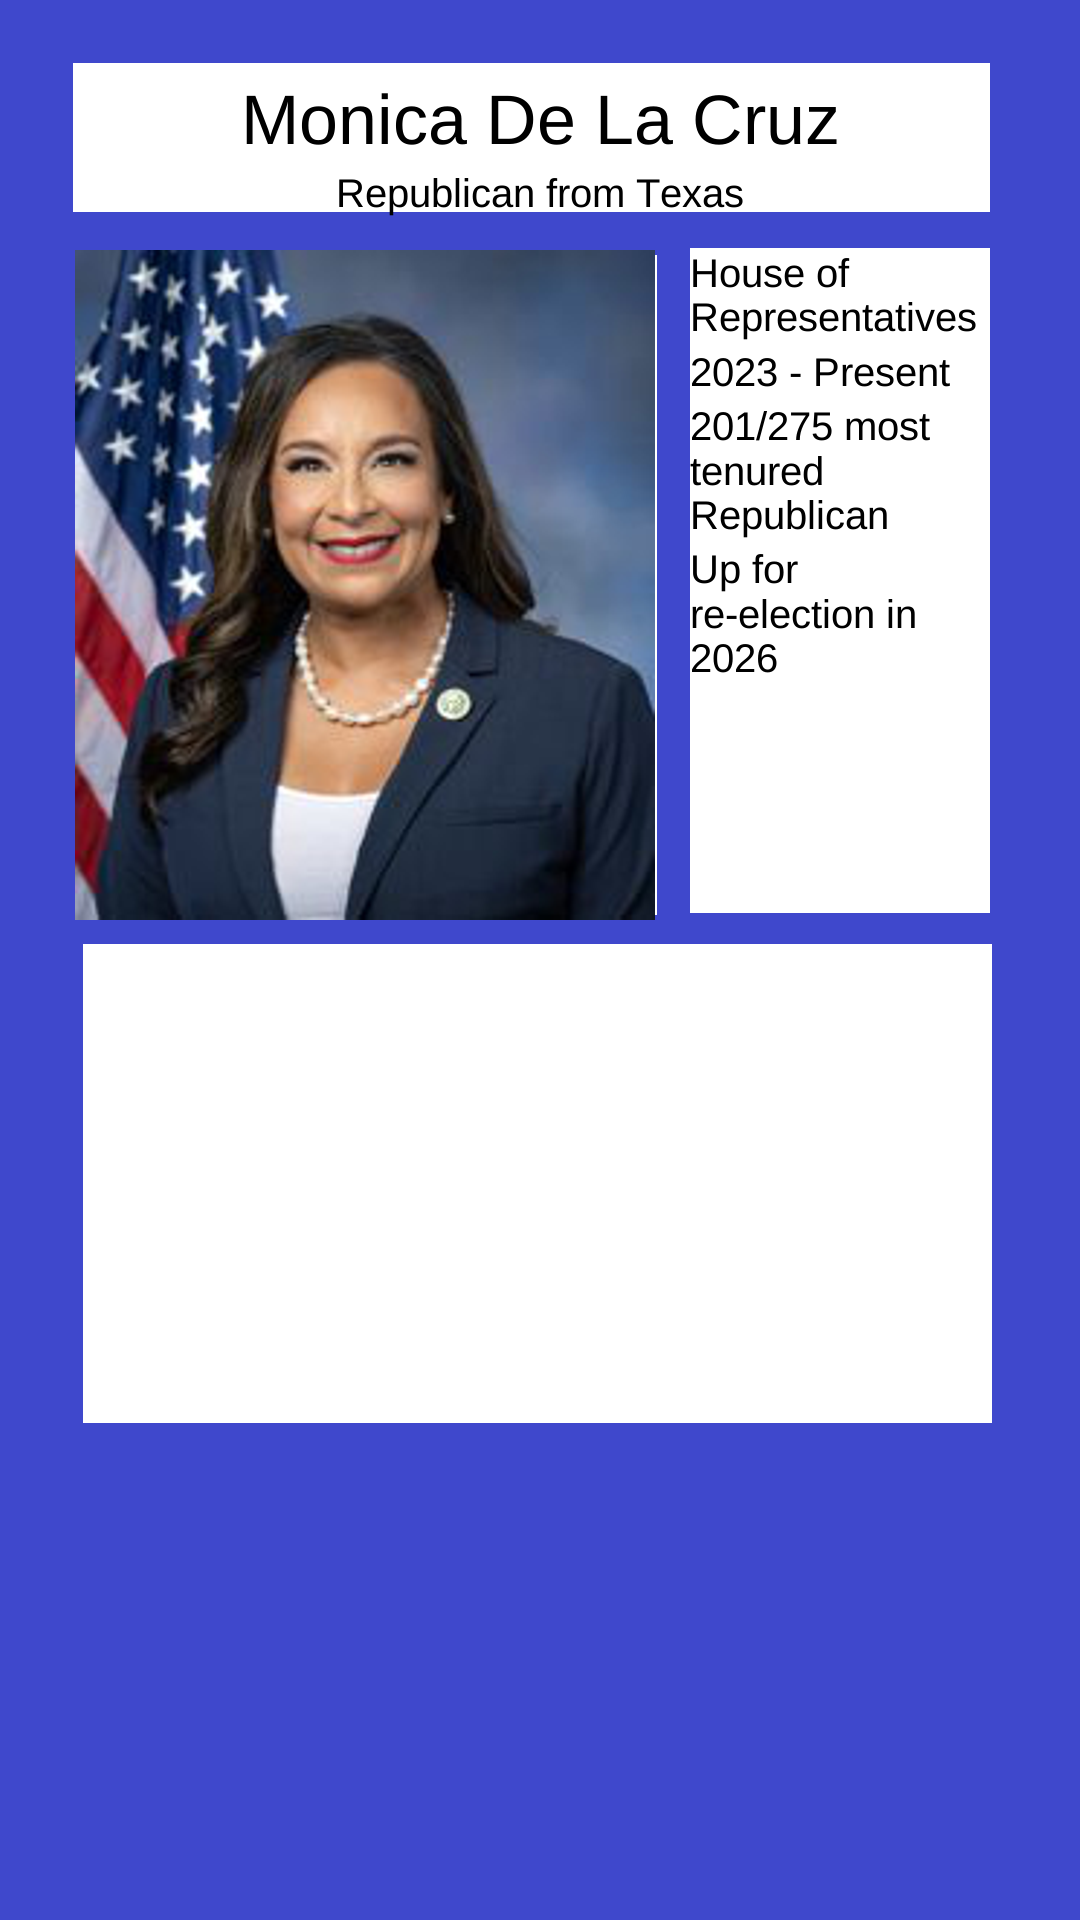 Monica De La Cruz
Republican from Texas
House of
Representatives
2023 - Present
201/275 most
tenured
Republican
Up for
re-election in
2026